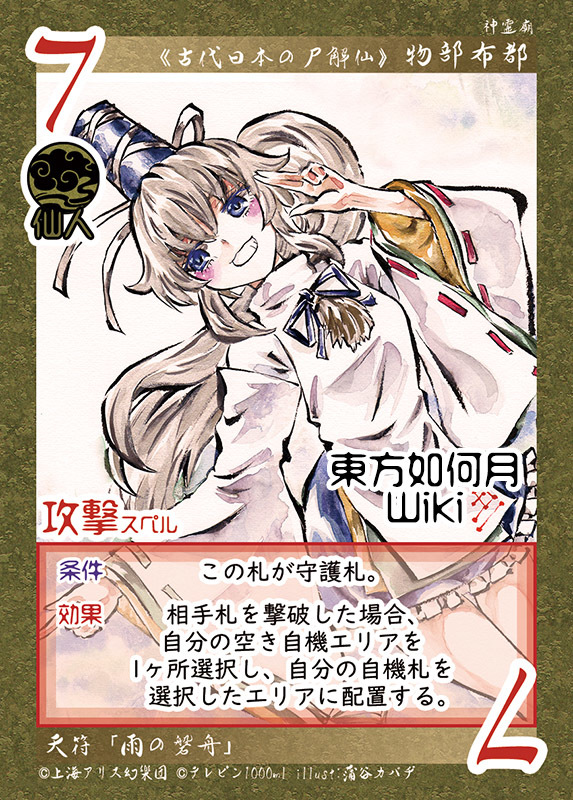 神霊廟
7
《古代日本の尸解仙》 物部布都
仙人
東方如何月
Wiki
攻撃スペル
条件 この札が守護札。
効果 相手札を撃破した場合、
自分の空き自機エリアを
1ヶ所選択し、自分の自機札を
選択したエリアに配置する。
7
天符「雨の磐舟」
©上海アリス幻樂団 ©テレビン1000ml illust:蒲谷カバヂ